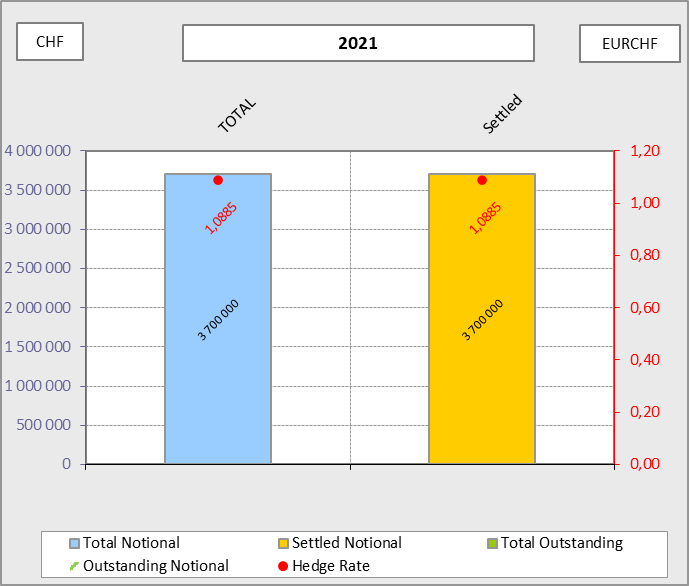 CHF
2021
EURCHF
TOTAL
Settled
4 000 000
3 500 000
3 000 000
2 500 000
2 000 000
1 500 000
1 000 000
500 000
0
1,0885
3 700 000
1,0885
3 700 000
1,20
1,00
0,80
0,60
0,40
0,20
0,00
Total Notional
Settled Notional
Total Outstanding
Outstanding Notional
Hedge Rate